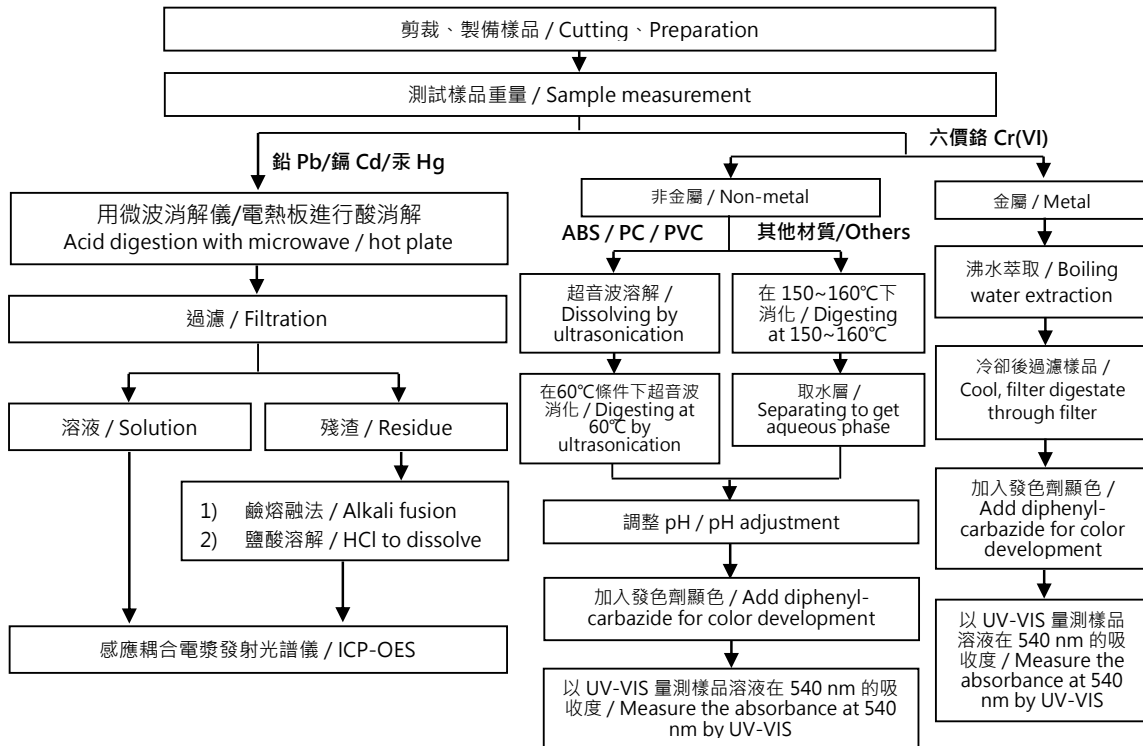 剪裁、製備樣品 / Cutting、Preparation
測試樣品重量 / Sample measurement
鉛 Pb/鎘 Cd/汞 Hg
六價鉻 Cr(VI)
用微波消解儀/電熱板進行酸消解
Acid digestion with microwave / hot plate
過濾 / Filtration
溶液 / Solution
殘渣 / Residue
1) 鹼熔融法 / Alkali fusion
2) 鹽酸溶解 / HCl to dissolve
感應耦合電漿發射光譜儀 / ICP-OES
非金屬 / Non-metal
ABS / PC / PVC
其他材質/Others
超音波溶解 /
Dissolving by
ultrasonication
在60℃條件下超音波
消化 / Digesting at
60℃ by
ultrasonication
在 150~160℃下
消化 / Digesting
at 150~160℃
取水層 /
Separating to get
aqueous phase
調整 pH / pH adjustment
加入發色劑顯色 / Add diphenyl-
carbazide for color development
以 UV-VIS 量測樣品溶液在 540 nm 的吸
收度 / Measure the absorbance at 540
nm by UV-VIS
金屬 / Metal
沸水萃取 / Boiling
water extraction
冷卻後過濾樣品 /
Cool, filter digestate
through filter
加入發色劑顯色 /
Add diphenyl-
carbazide for color
development
以 UV-VIS 量測樣品
溶液在 540 nm 的吸
收度 / Measure the
absorbance at 540
nm by UV-VIS